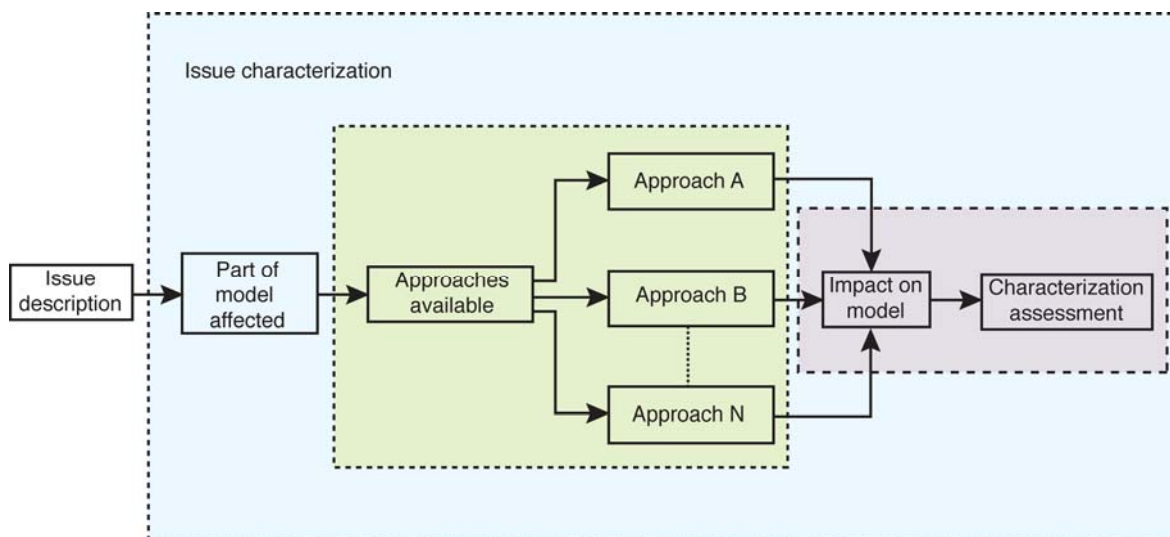 Issue characterization
Issue
description
Part of
model
affected
Approaches
available
Approach A
Approach B
Approach N
Impact on
model
Characterization
assessment